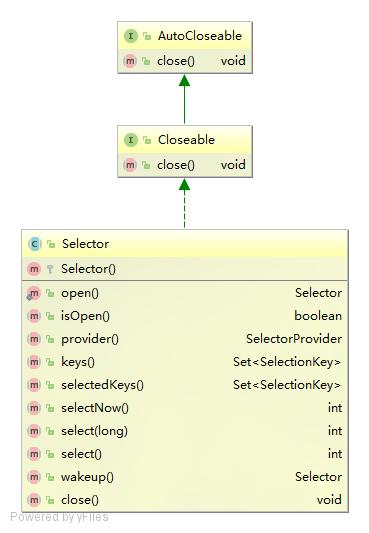 I AutoCloseable
m close() void
I Closeable
m close() void
C Selector
m Selector()
m open() Selector
m isOpen() boolean
m provider() SelectorProvider
m keys() Set<SelectionKey>
m selectedKeys() Set<SelectionKey>
m selectNow() int
m select(long) int
m select() int
m wakeup() Selector
m close() void
Powered by yFiles